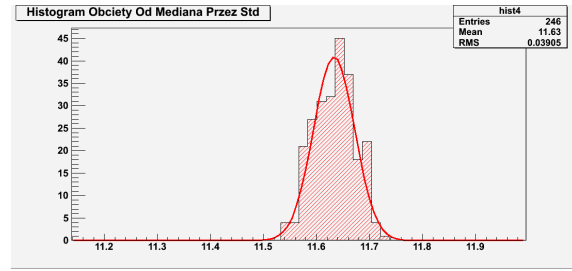 Histogram Obciety Od Mediana Przez Std
hist4
Entries 246
Mean 11.63
RMS 0.03905
45
40
35
30
25
20
15
10
5
0
11.2 11.3 11.4 11.5 11.6 11.7 11.8 11.9